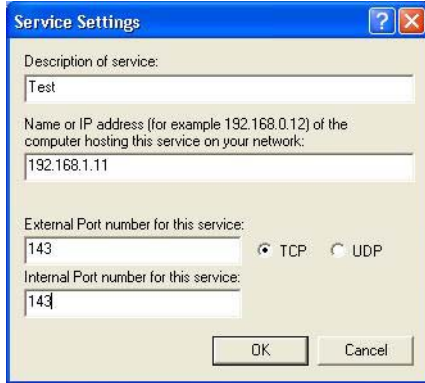 Service Settings
Description of service:
Test
Name or IP address (for example 192.168.0.12) of the
computer hosting this service on your network:
192.168.1.11
External Port number for this service:
143 TCP UDP
Internal Port number for this service:
143
OK Cancel